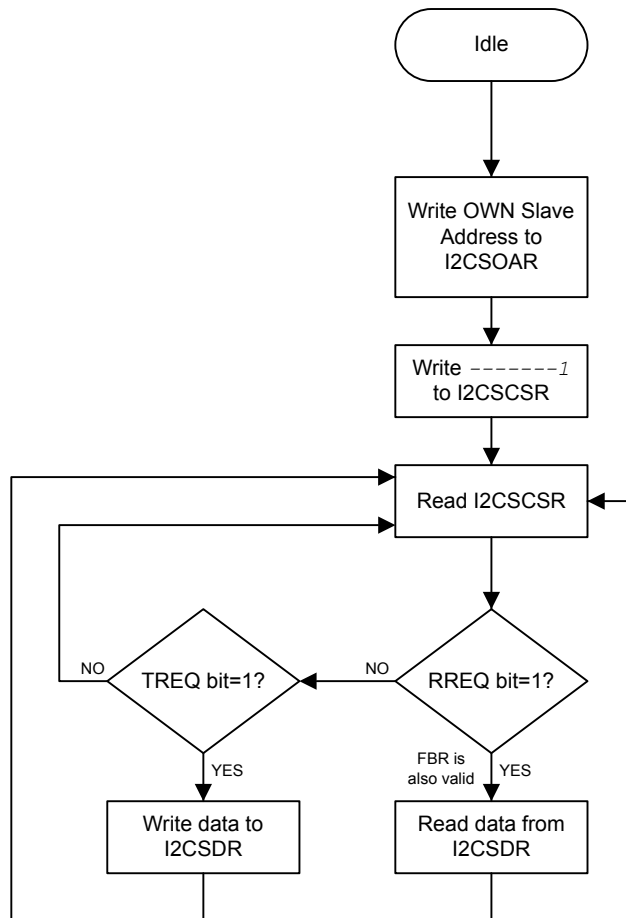 Idle
Write OWN Slave
Address to
I2CSOAR
Write -------1
to I2CSCSR
Read I2CSCSR
NO
TREQ bit=1?
NO
RREQ bit=1?
YES
FBR is
also valid
YES
Write data to
I2CSDR
Read data from
I2CSDR